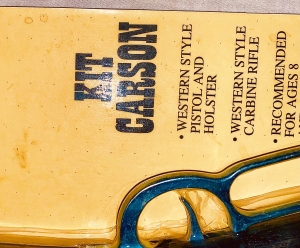 KIT
CARSON
• WESTERN STYLE
PISTOL AND
HOLSTER
• WESTERN STYLE
CARBINE RIFLE
• RECOMMENDED
FOR AGES 8